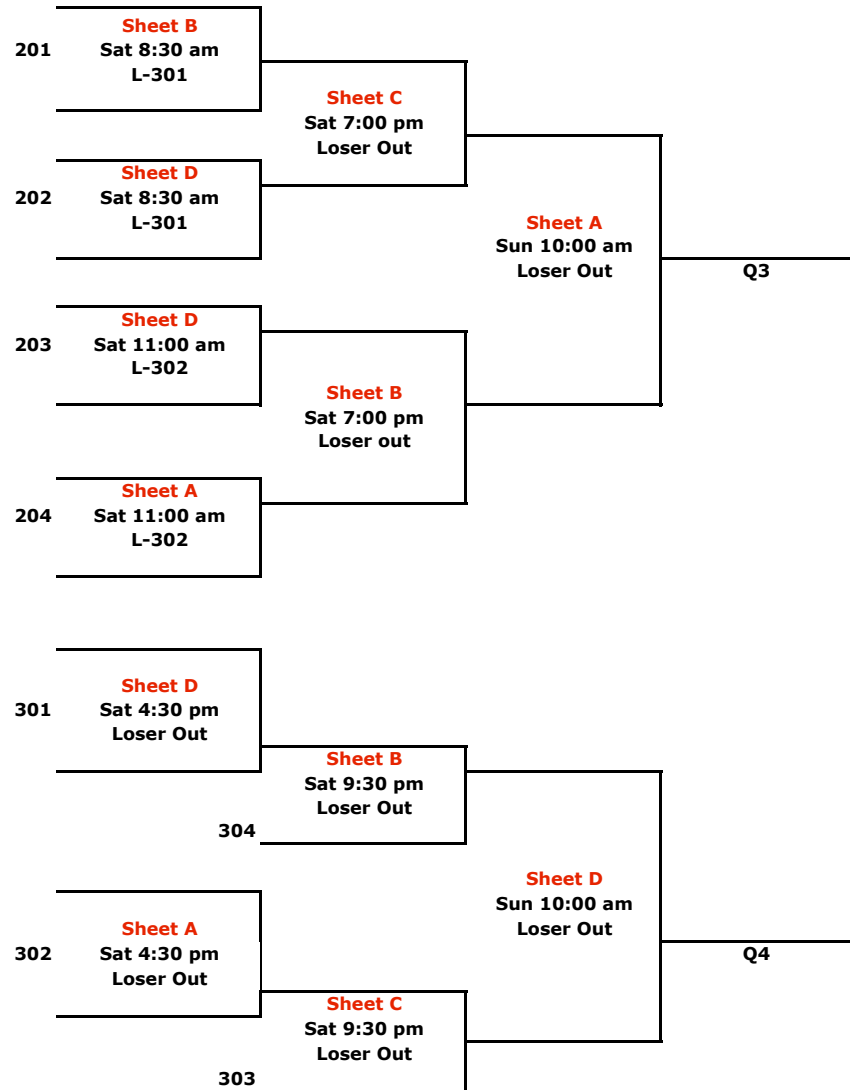 Sheet B
201
Sat 8:30 am
L-301
Sheet C
Sat 7:00 pm
Loser Out
Sheet D
202
Sat 8:30 am
L-301
Sheet A
Sun 10:00 am
Loser Out
Q3
Sheet D
203
Sat 11:00 am
L-302
Sheet B
Sat 7:00 pm
Loser out
Sheet A
204
Sat 11:00 am
L-302
Sheet D
301
Sat 4:30 pm
Loser Out
Sheet B
Sat 9:30 pm
Loser Out
304
Sheet D
Sun 10:00 am
Loser Out
Q4
Sheet A
302
Sat 4:30 pm
Loser Out
Sheet C
Sat 9:30 pm
Loser Out
303